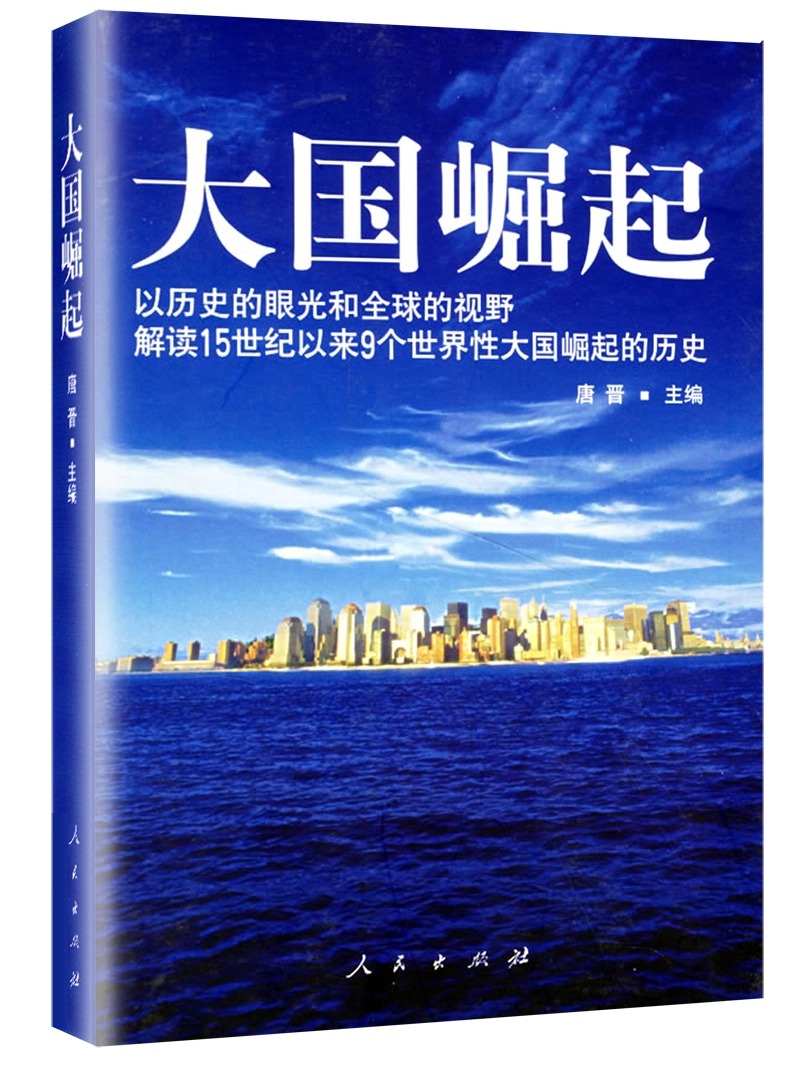 大国崛起
以历史的眼光和全球的视野
解读15世纪以来9个世界性大国崛起的历史
唐晋▪主编
人民出版社
大国崛起
唐晋▪主编
人民出版社